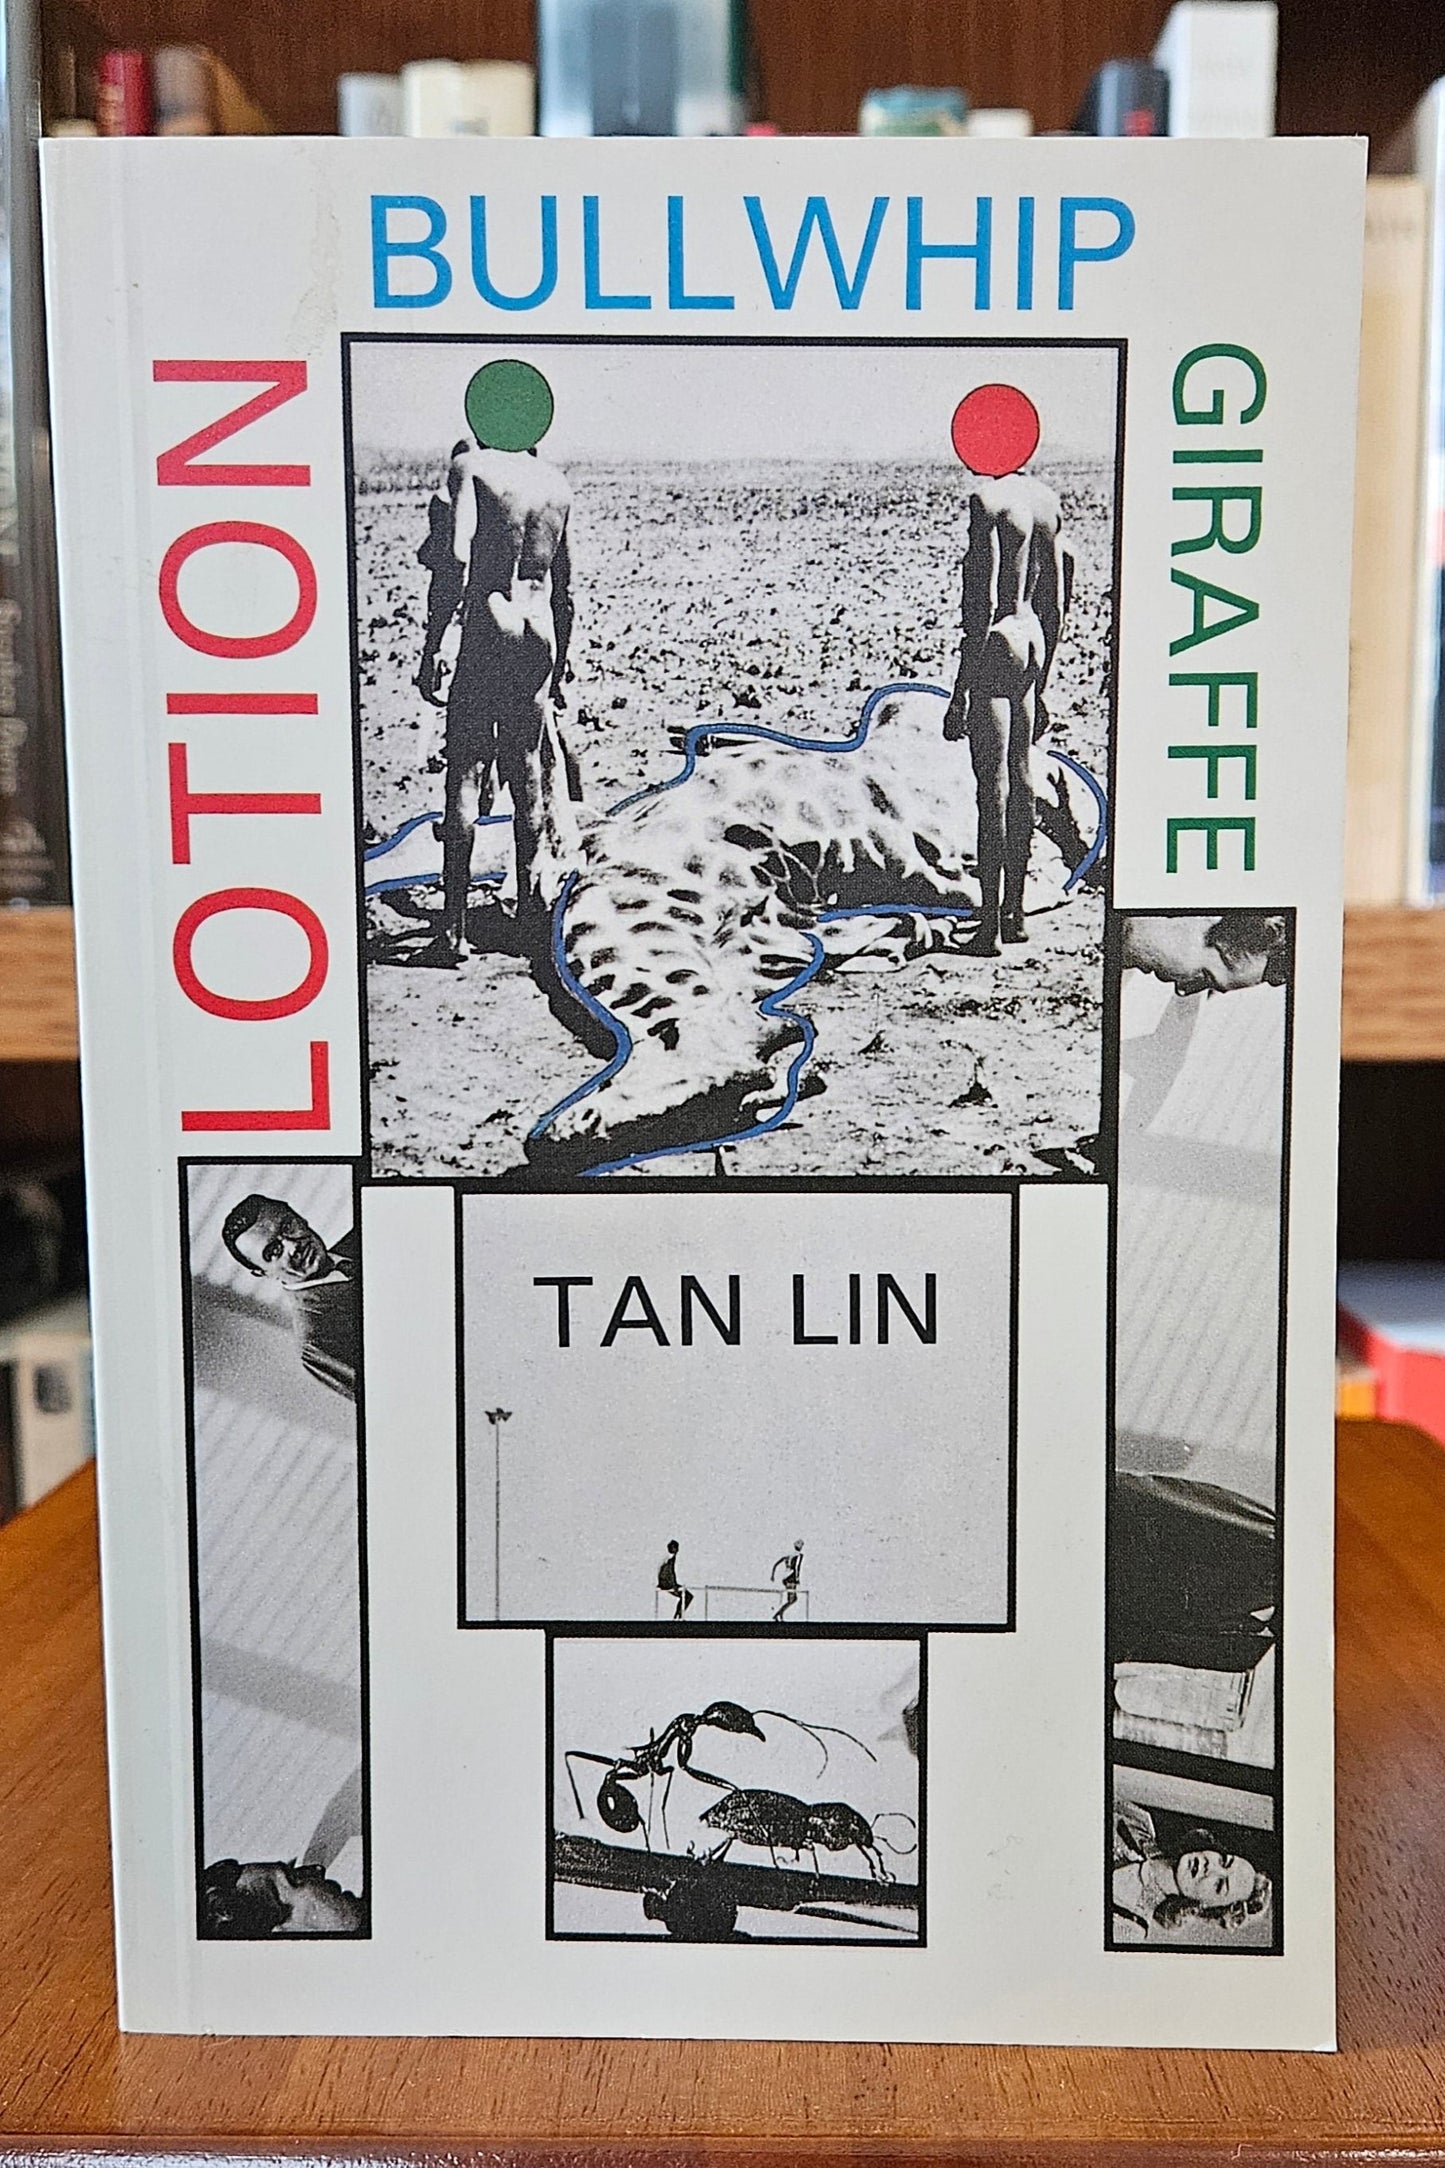 LOTION
BULLWHIP
GIRAFFE
TAN LIN